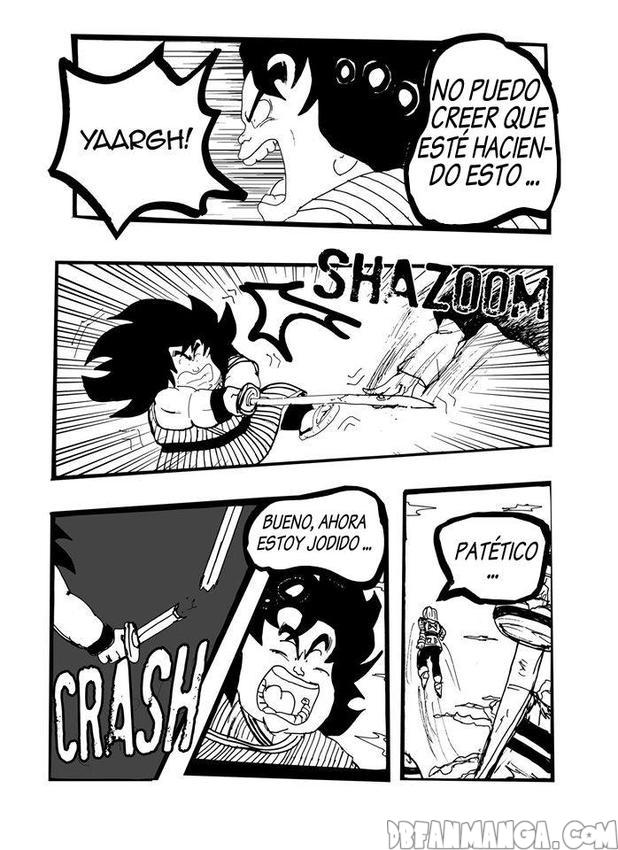 YAARGH!
NO PUEDO
CREER QUE
ESTÉ HACIEN-
DO ESTO ...
SHAZOOM
CRASH
BUENO, AHORA
ESTOY JODIDO ...
PATÉTICO
...
DBFANMANGA.COM